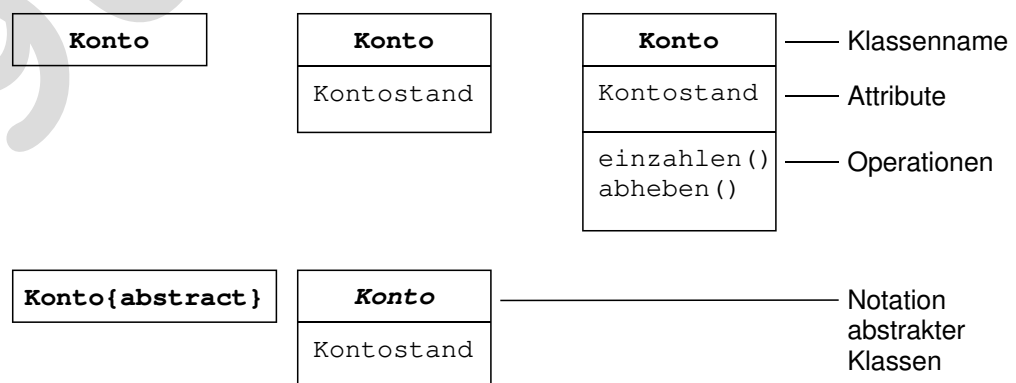 Konto
Konto
Kontostand
Konto
Kontostand
einzahlen()
abheben()
Klassenname
Attribute
Operationen
Konto{abstract}
Konto
Kontostand
Notation
abstrakter
Klassen